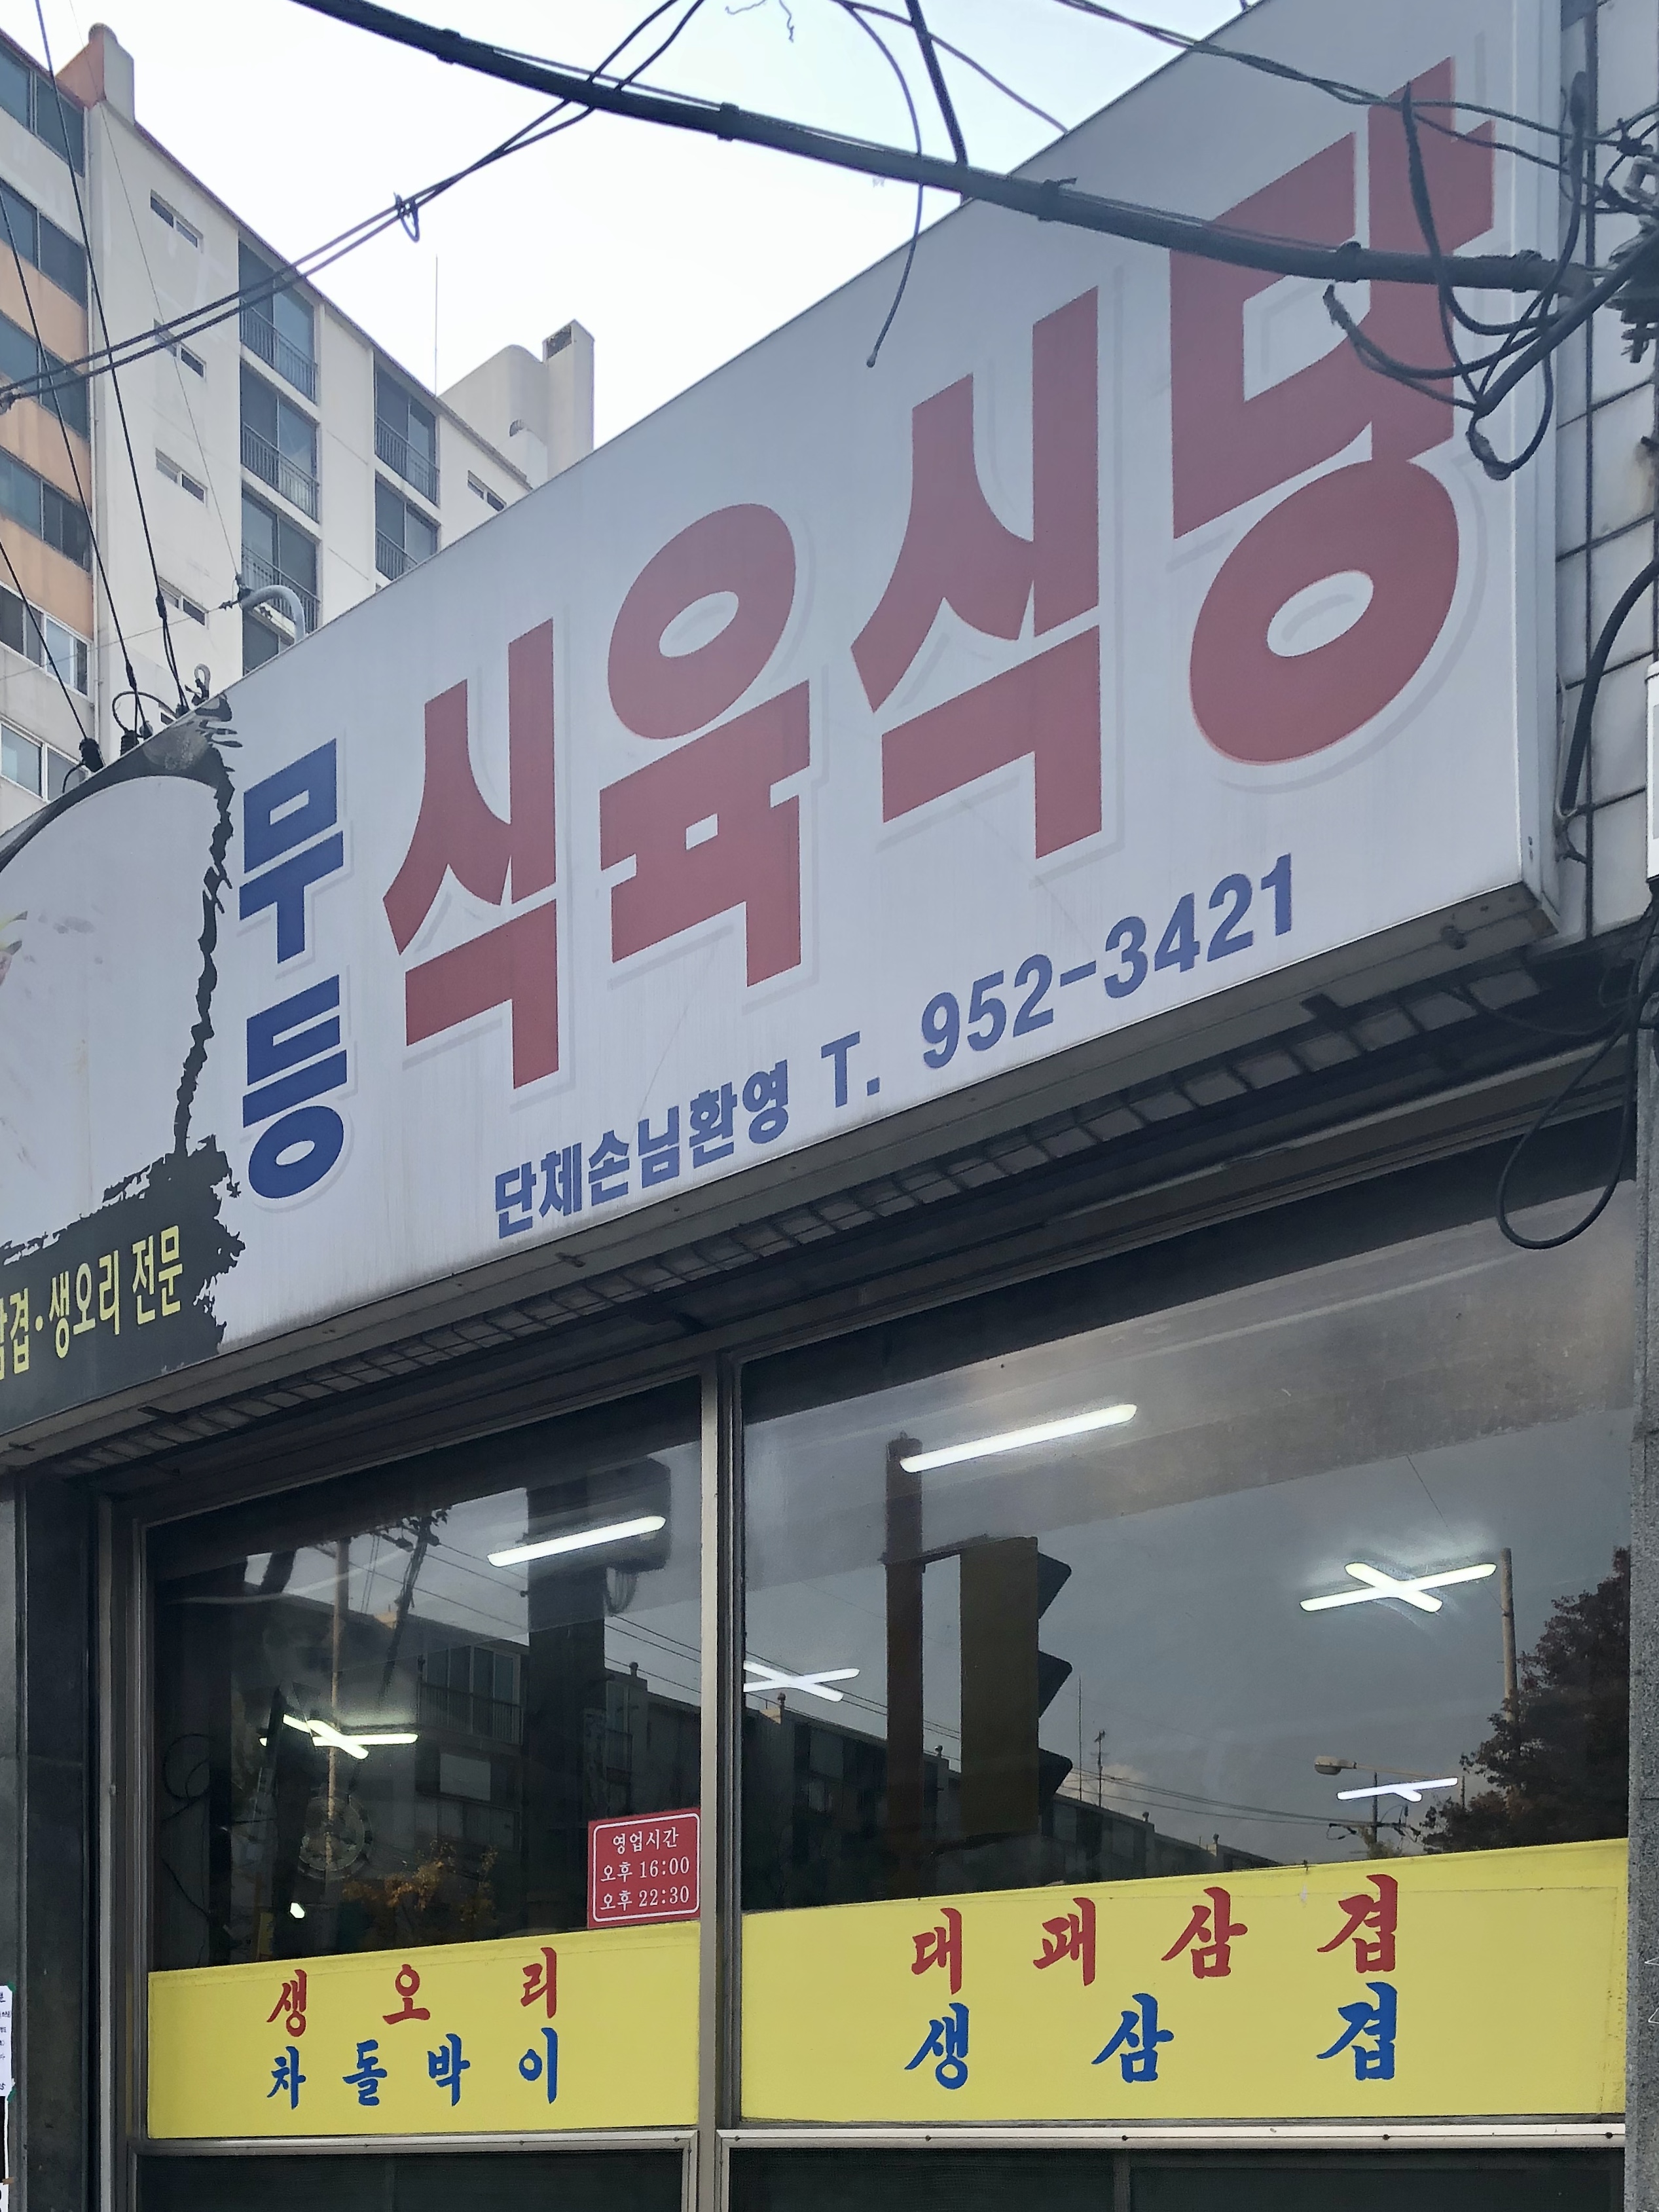 무등
식육식당
단체손님환영 T. 952-3421
삼겹·생오리 전문
영업시간
오후 16:00
오후 22:30
생오리
차돌박이
대패삼겹
생삼겹